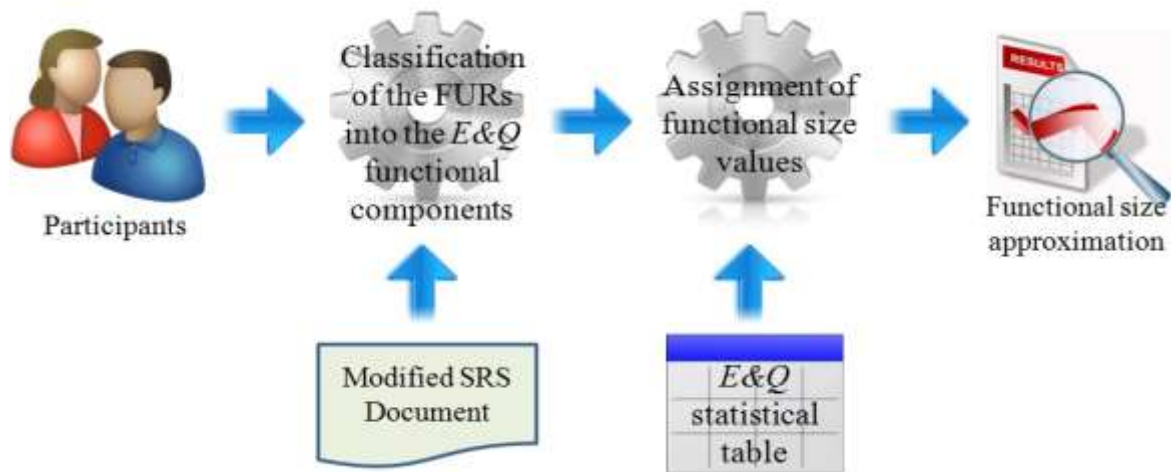 Participants
Classification
of the FURs
into the E&Q
functional
components
Assignment of
functional size
values
RESULTS
Functional size
approximation
Modified SRS
Document
E&Q
statistical
table